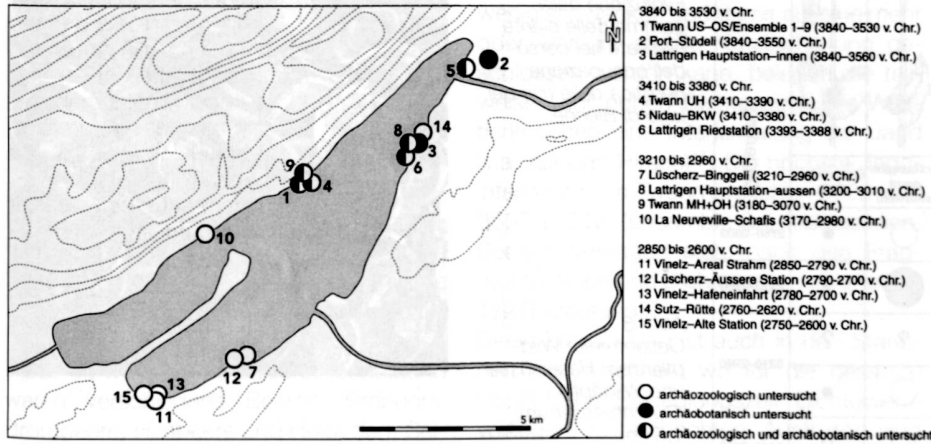 N
2
5
14
8
3
6
9
1
4
10
12
7
13
15
11
5 km
3840 bis 3530 v. Chr.
1 Twann US–OS/Ensemble 1–9 (3840–3530 v. Chr.)
2 Port–Stüdeli (3840–3550 v. Chr.)
3 Lattrigen Hauptstation–innen (3840–3560 v. Chr.)
3410 bis 3380 v. Chr.
4 Twann UH (3410–3390 v. Chr.)
5 Nidau–BKW (3410–3380 v. Chr.)
6 Lattrigen Riedstation (3393–3388 v. Chr.)
3210 bis 2960 v. Chr.
7 Lüscherz–Binggeli (3210–2960 v. Chr.)
8 Lattrigen Hauptstation–aussen (3200–3010 v. Chr.)
9 Twann MH+OH (3180–3070 v. Chr.)
10 La Neuveville–Schafis (3170–2980 v. Chr.)
2850 bis 2600 v. Chr.
11 Vinelz–Areal Strahm (2850–2790 v. Chr.)
12 Lüscherz–Äussere Station (2790-2700 v. Chr.)
13 Vinelz–Hafeneinfahrt (2780–2700 v. Chr.)
14 Sutz–Rütte (2760–2620 v. Chr.)
15 Vinelz–Alte Station (2750–2600 v. Chr.)
archäozoologisch untersucht
archäobotanisch untersucht
archäozoologisch und archäobotanisch untersucht